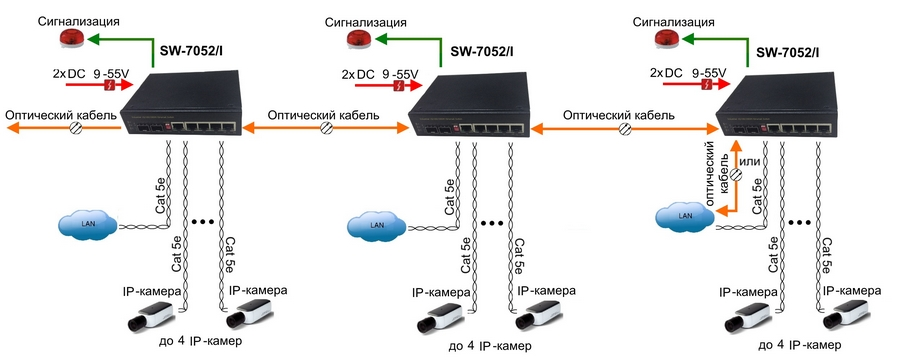 Сигнализация
SW-7052/I
2xDC 9-55V
Оптический кабель
Cat 5e
LAN
Cat 5e
Cat 5e
IP-камера
IP-камера
до 4 IP-камер
Оптический кабель
Сигнализация
SW-7052/I
2xDC 9-55V
Cat 5e
LAN
Cat 5e
Cat 5e
IP-камера
IP-камера
до 4 IP-камер
Оптический кабель
Сигнализация
SW-7052/I
2xDC 9-55V
оптический
кабель
или
Cat 5e
LAN
Cat 5e
Cat 5e
IP-камера
IP-камера
до 4 IP-камер